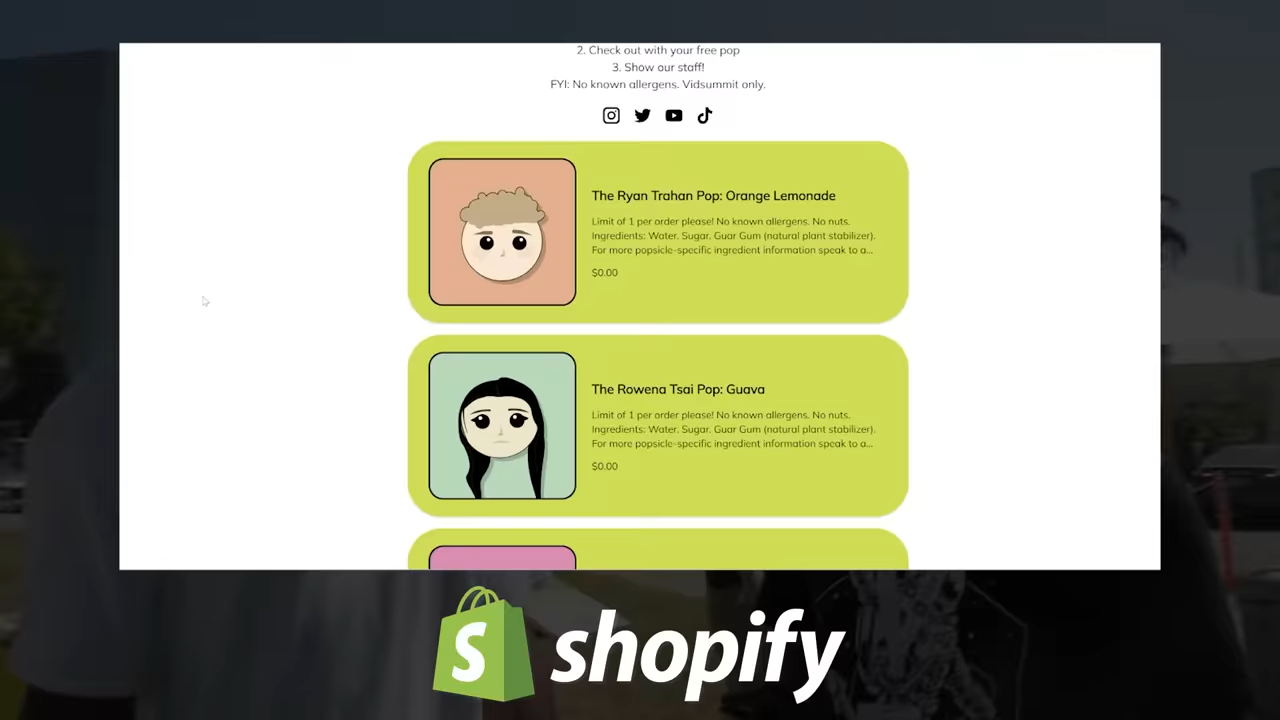 2. Check out with your free pop
3. Show our staff!
FYI: No known allergens. Vidsummit only.
The Ryan Trahan Pop: Orange Lemonade
Limit of 1 per order please! No known allergens. No nuts.
Ingredients: Water. Sugar. Guar Gum (natural plant stabilizer).
For more popsicle-specific ingredient information speak to a...
$0.00
The Rowena Tsai Pop: Guava
Limit of 1 per order please! No known allergens. No nuts.
Ingredients: Water. Sugar. Guar Gum (natural plant stabilizer).
For more popsicle-specific ingredient information speak to a...
$0.00
S shopify